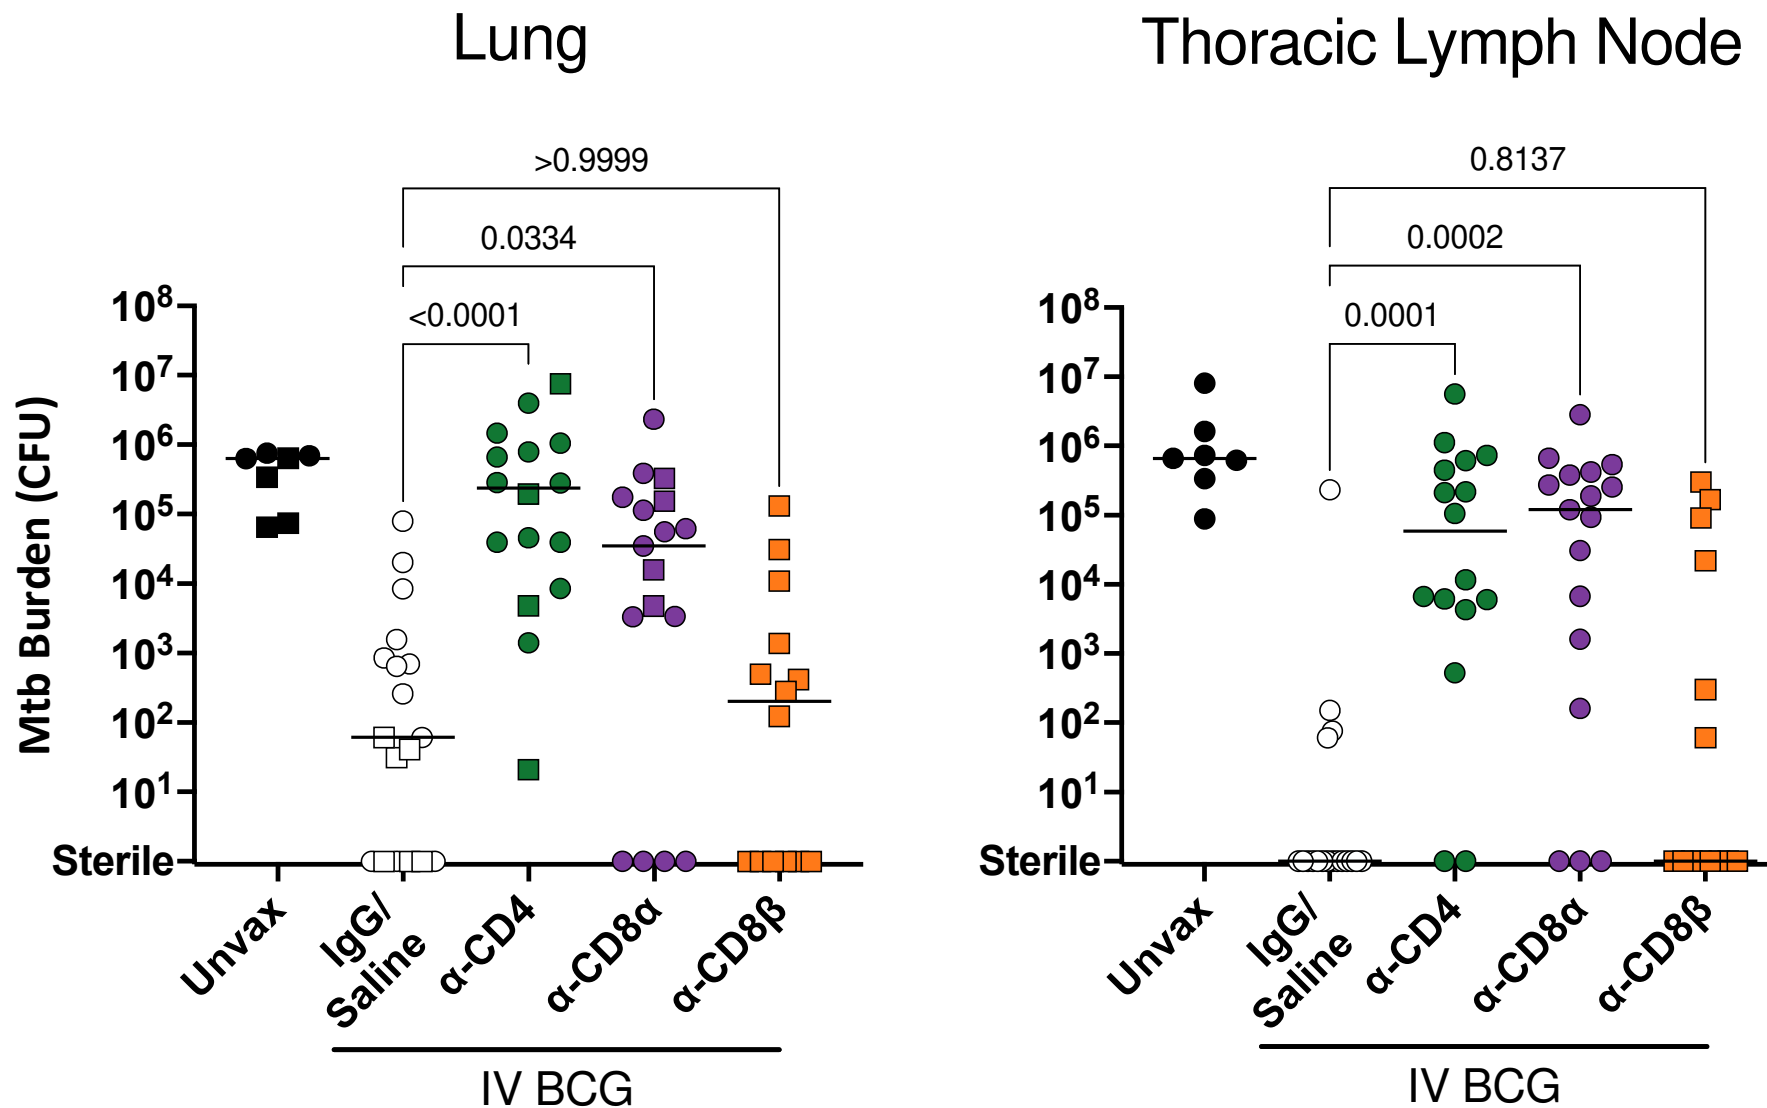 Lung
Thoracic Lymph Node
>0.9999
0.0334
<0.0001
Mtb Burden (CFU)
10⁸
10⁷
10⁶
10⁵
10⁴
10³
10²
10¹
Sterile
Unvax
IgG/
Saline
α-CD4
α-CD8α
α-CD8β
IV BCG
0.8137
0.0002
0.0001
10⁸
10⁷
10⁶
10⁵
10⁴
10³
10²
10¹
Sterile
Unvax
IgG/
Saline
α-CD4
α-CD8α
α-CD8β
IV BCG